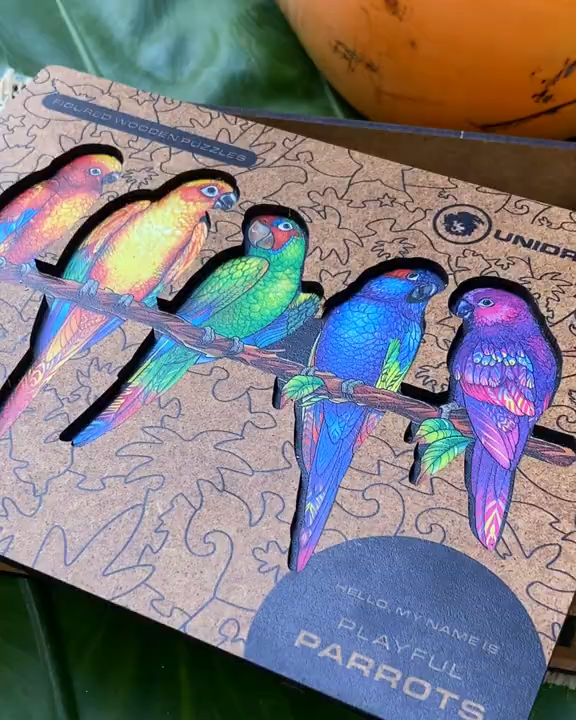 FIGURED WOODEN PUZZLES
UNIDR
HELLO, MY NAME IS
PLAYFUL
PARROTS